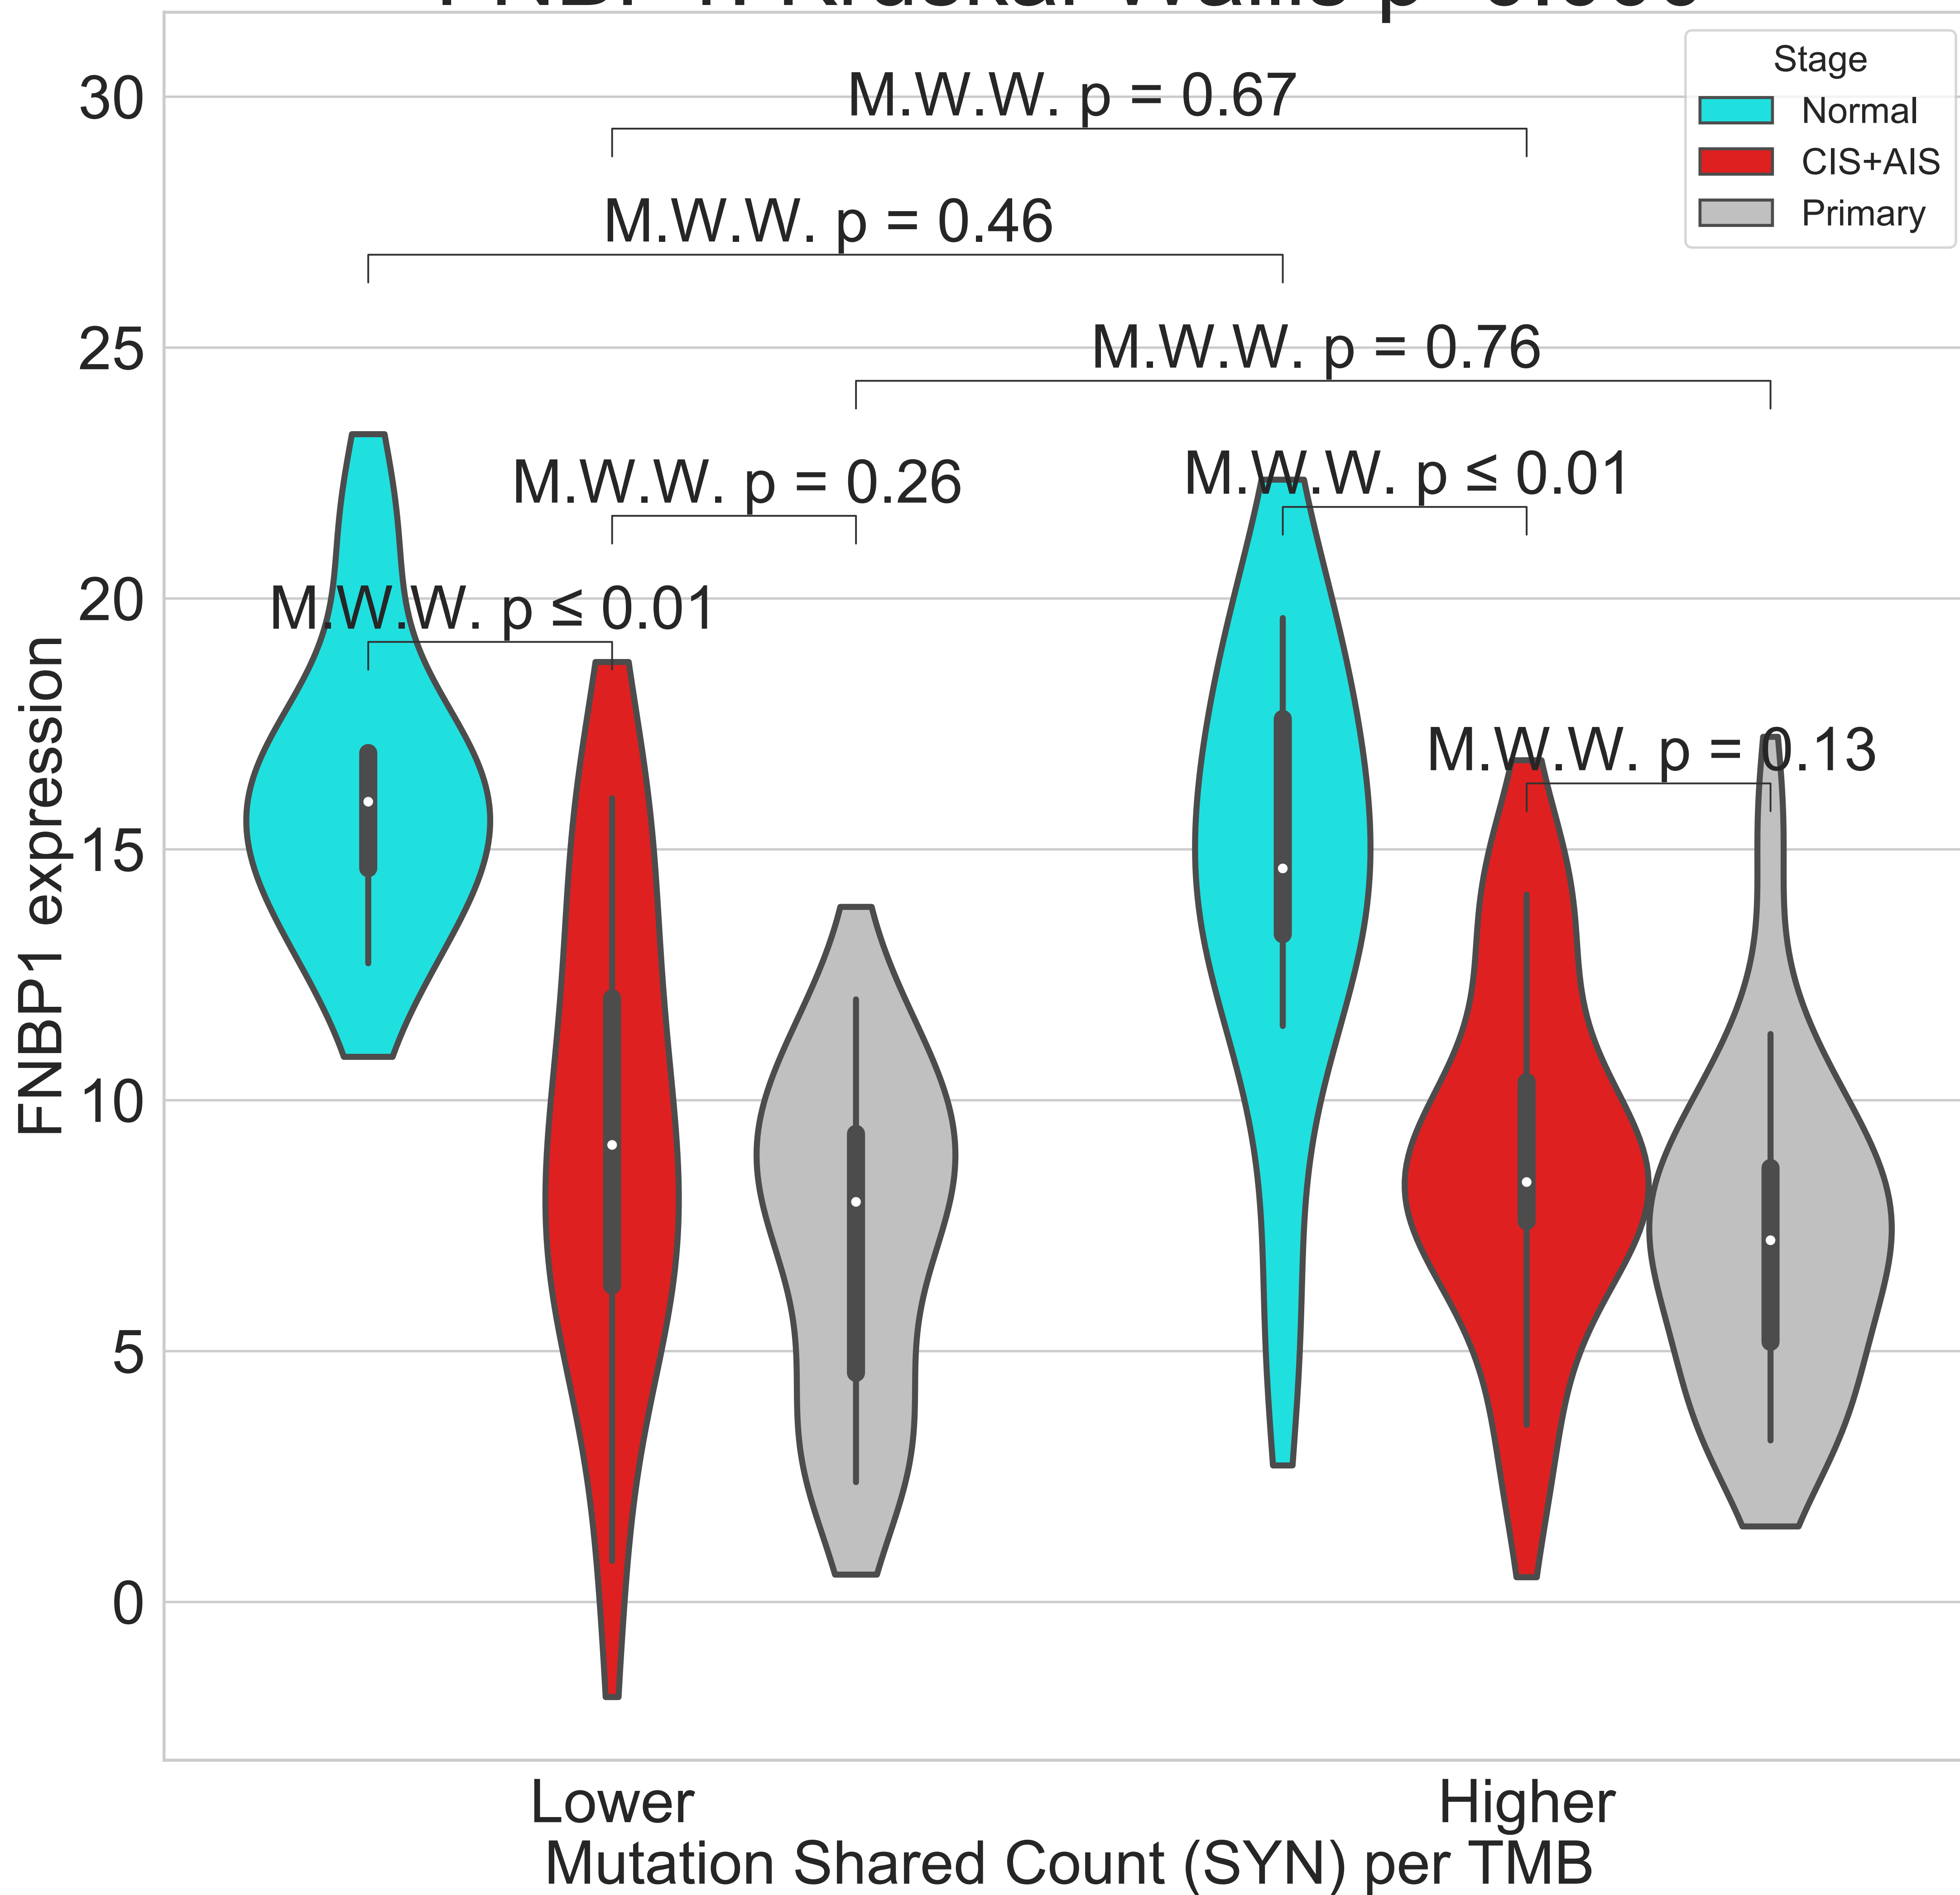 Stage
Normal
CIS+AIS
Primary
M.W.W. p = 0.67
M.W.W. p = 0.46
M.W.W. p = 0.76
M.W.W. p = 0.26
M.W.W. p ≤ 0.01
M.W.W. p ≤ 0.01
M.W.W. p = 0.13
30
25
20
15
10
5
0
FNBP1 expression
Lower
Higher
Mutation Shared Count (SYN) per TMB